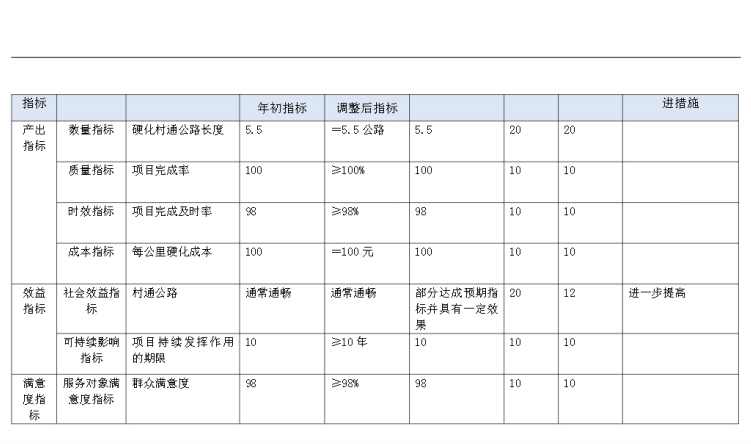 指标 年初指标 调整后指标 进措施
产出指标 数量指标 硬化村通公路长度 5.5 ＝5.5公路 5.5 20 20
质量指标 项目完成率 100 ≥100% 100 10 10
时效指标 项目完成及时率 98 ≥98% 98 10 10
成本指标 每公里硬化成本 100 ＝100元 100 10 10
效益指标 社会效益指标 村通公路 通常通畅 通常通畅 部分达成预期指标并具有一定效果 20 12 进一步提高
可持续影响指标 项目持续发挥作用的期限 10 ≥10年 10 10 10
满意度指标 服务对象满意度指标 群众满意度 98 ≥98% 98 10 10